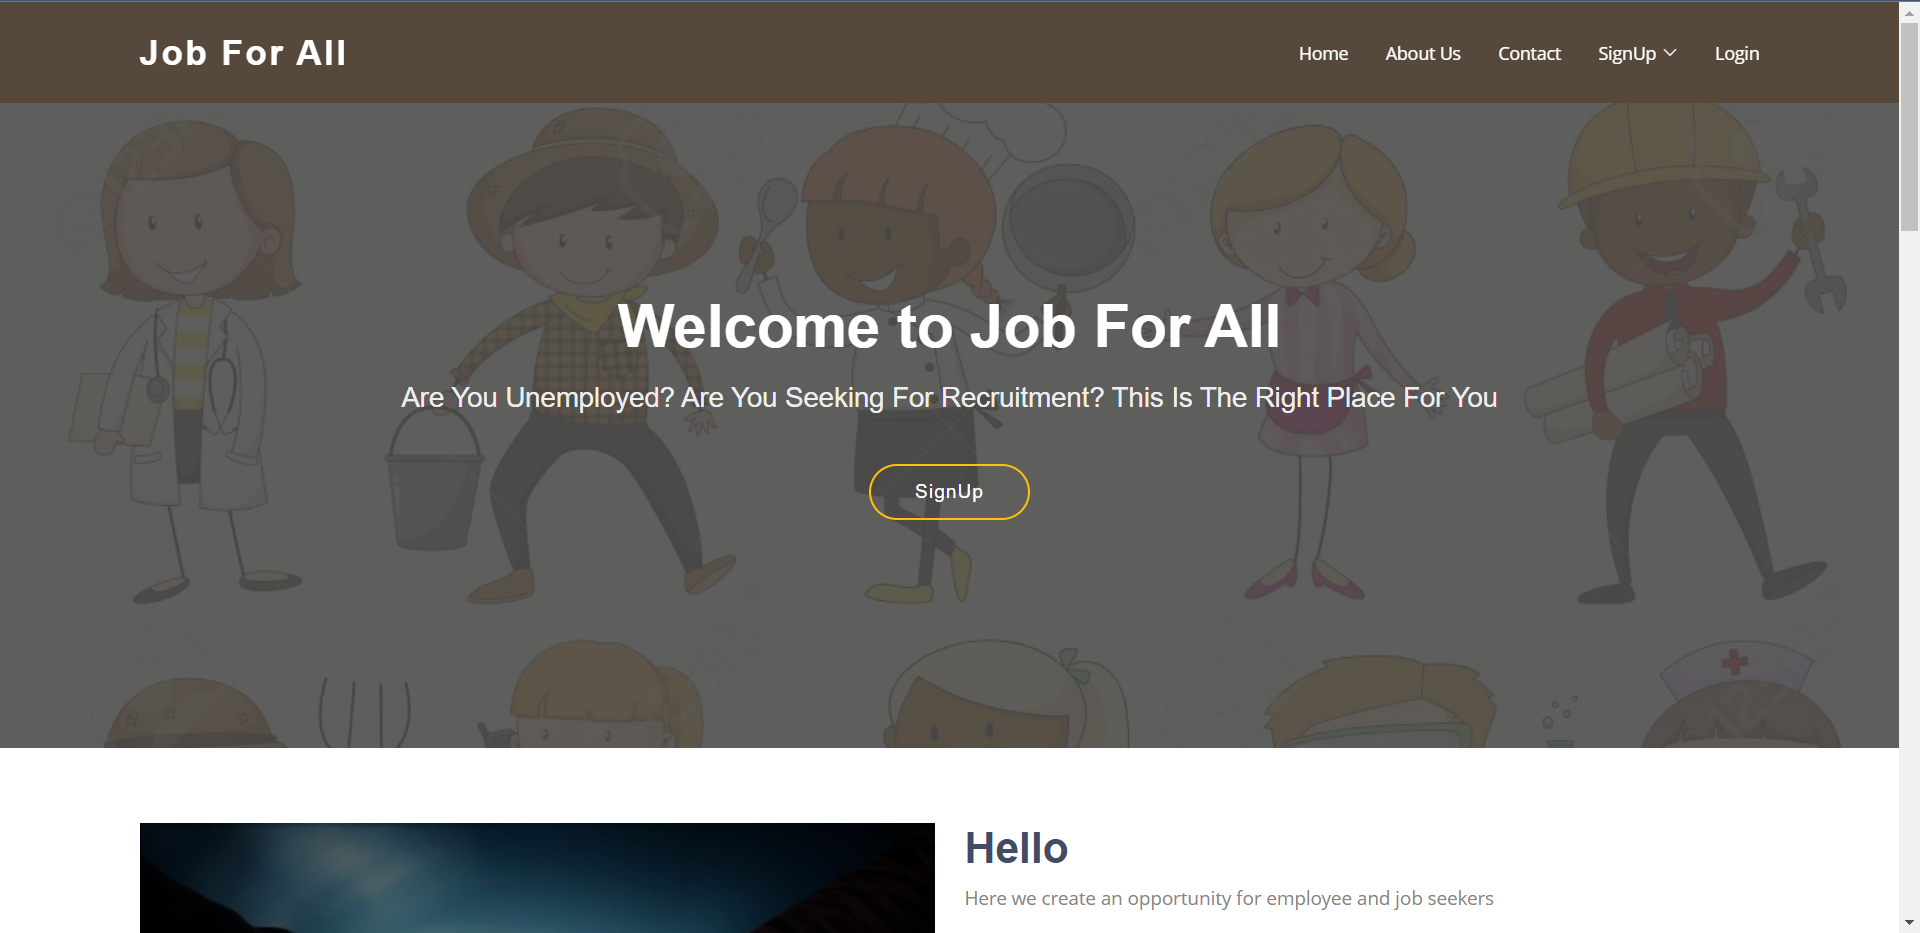 Job For All
Home About Us Contact SignUp Login
Welcome to Job For All
Are You Unemployed? Are You Seeking For Recruitment? This Is The Right Place For You
SignUp
Hello
Here we create an opportunity for employee and job seekers